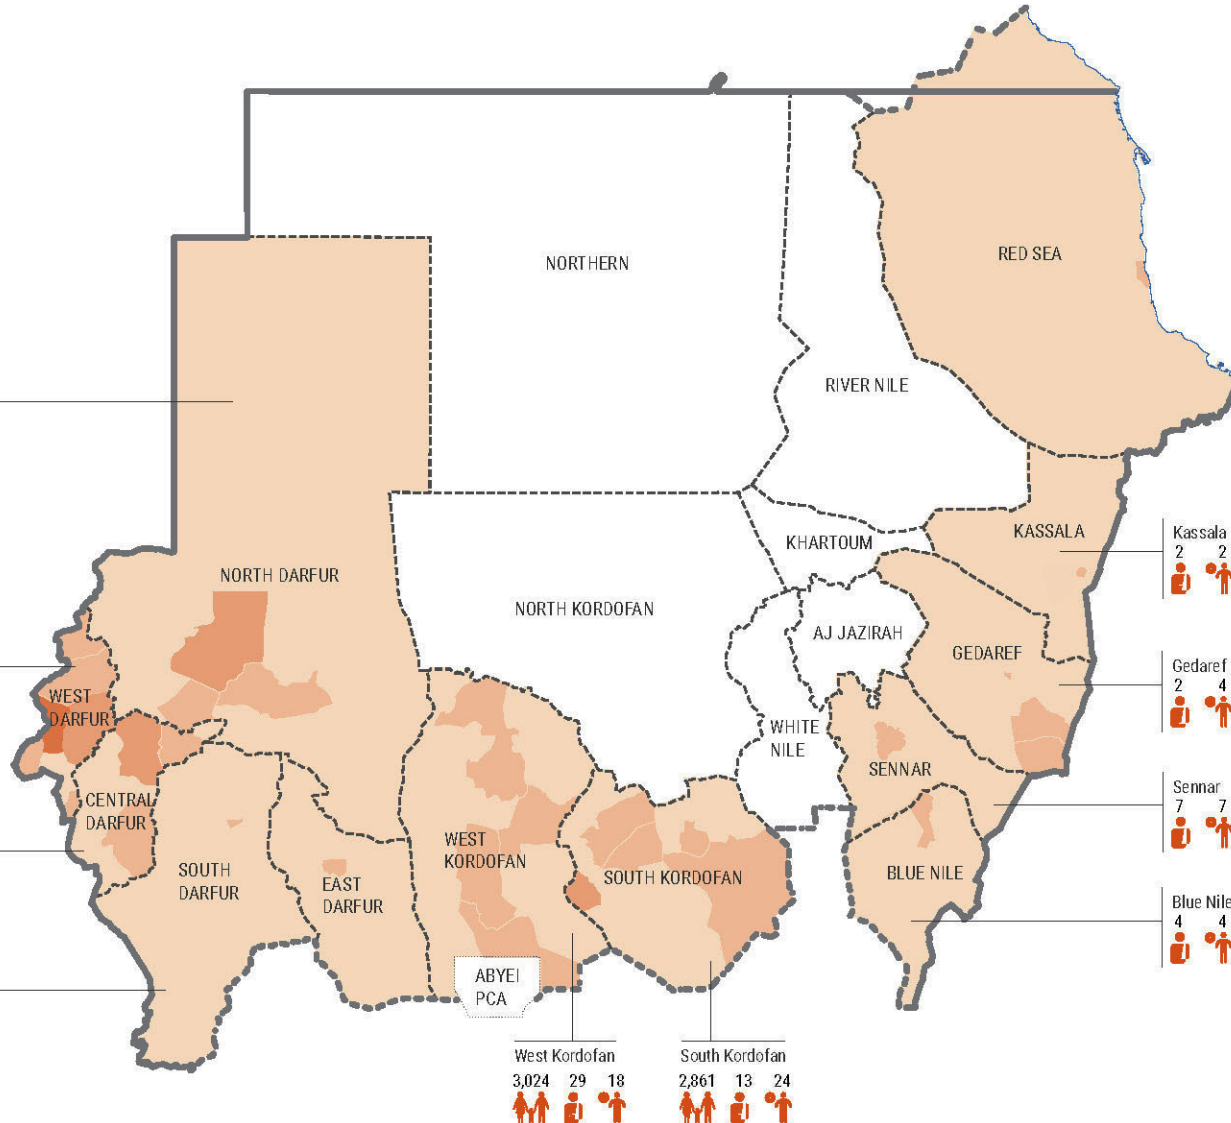 NORTHERN
RED SEA
RIVER NILE
KHARTOUM
KASSALA
Kassala
2 2
NORTH DARFUR
NORTH KORDOFAN
AJ JAZIRAH
GEDAREF
Gedaref
2 4
WEST
DARFUR
WHITE
NILE
SENNAR
Sennar
7 7
CENTRAL
DARFUR
WEST
KORDOFAN
SOUTH
DARFUR
EAST
DARFUR
SOUTH KORDOFAN
BLUE NILE
Blue Nile
4 4
ABYEI
PCA
West Kordofan
3,024 29 18
South Kordofan
2,861 13 24